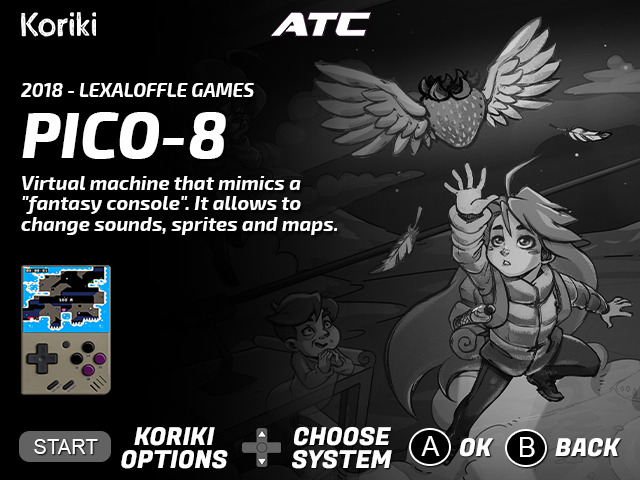 Koriki
ATC
2018 - LEXALOFFLE GAMES
PICO-8
Virtual machine that mimics a
"fantasy console". It allows to
change sounds, sprites and maps.
START
KORIKI
OPTIONS
CHOOSE
SYSTEM
A OK
B BACK